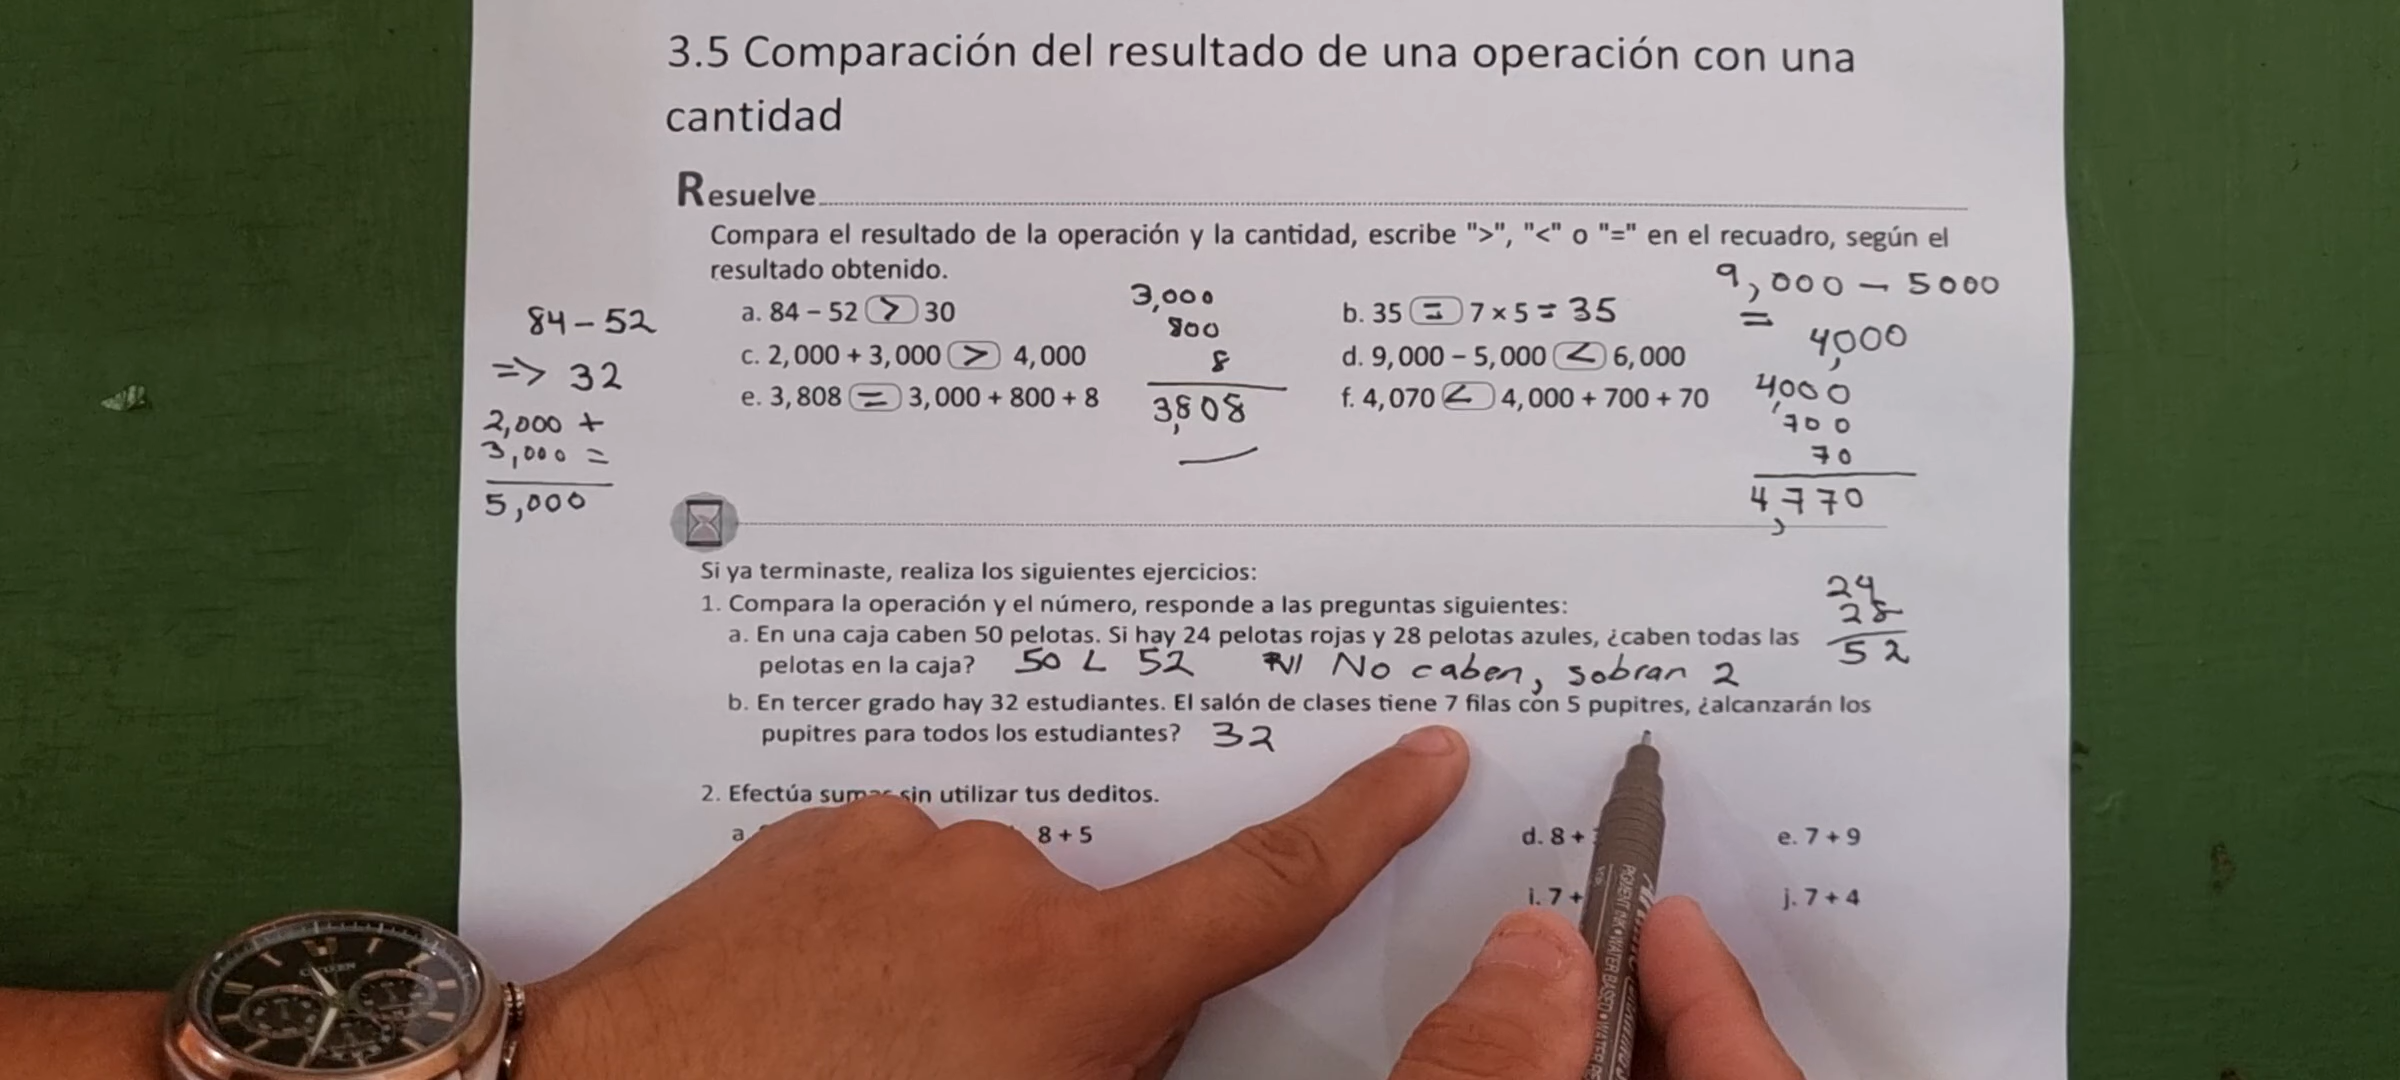 3.5 Comparación del resultado de una operación con una
cantidad
Resuelve
Compara el resultado de la operación y la cantidad, escribe ">", "<" o "=" en el recuadro, según el
resultado obtenido.
84 - 52
=> 32
2,000 +
3,000 =
5,000
a. 84 – 52 > 30
c. 2,000 + 3,000 > 4,000
e. 3,808 = 3,000 + 800 + 8
3,000
800
8
3,808
b. 35 = 7 × 5 = 35
d. 9,000 – 5,000 < 6,000
f. 4,070 < 4,000 + 700 + 70
9,000 - 5000
= 4,000
4,000
700
70
4,770
Si ya terminaste, realiza los siguientes ejercicios:
1. Compara la operación y el número, responde a las preguntas siguientes:
a. En una caja caben 50 pelotas. Si hay 24 pelotas rojas y 28 pelotas azules, ¿caben todas las
pelotas en la caja? 50 < 52 R// No caben, sobran 2
24
28
52
b. En tercer grado hay 32 estudiantes. El salón de clases tiene 7 filas con 5 pupitres, ¿alcanzarán los
pupitres para todos los estudiantes? 32
2. Efectúa sumas sin utilizar tus deditos.
a. 8 + 5 d. 8 + e. 7 + 9
i. 7 + j. 7 + 4
CITIZEN